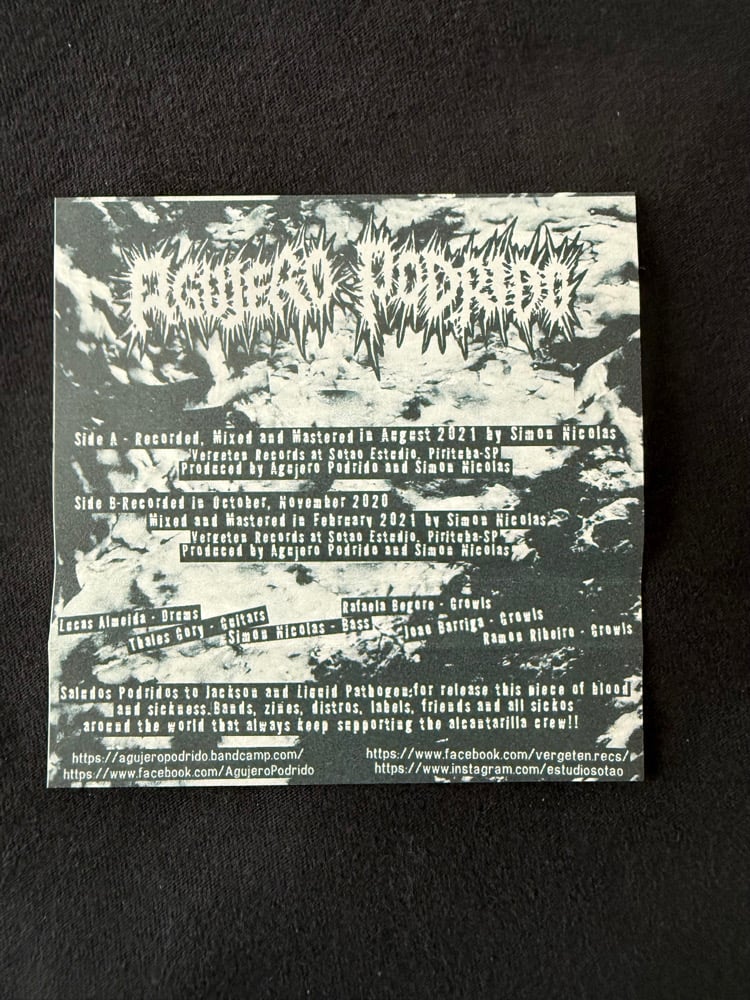 AGUJERO PODRIDO
Side A - Recorded, Mixed and Mastered in August 2021 by Simon Nicolas
Vergeten Records at Sotao Estudio, Pirituba-SP
Produced by Agujero Podrido and Simon Nicolas
Side B-Recorded in October, November 2020
Mixed and Mastered in February 2021 by Simon Nicolas,
Vergeten Records at Sotao Estudio, Pirituba-SP
Produced by Agujero Podrido and Simon Nicolas
Lucas Almeida - Drums
Thales Gory - Guitars
Simon Nicolas - Bass
Rafaela Begore - Growls
Joao Barriga - Growls
Ramon Ribeiro - Growls
Saludos Podridos to Jackson and Liquid Pathogen:for release this piece of blood
and sickness.Bands, zines, distros, labels, friends and all sickos
around the world that always keep supporting the alcantarilla crew!!
https://agujeropodrido.bandcamp.com/
https://www.facebook.com/AgujeroPodrido
https://www.facebook.com/vergeten.recs/
https://www.instagram.com/estudiosotao